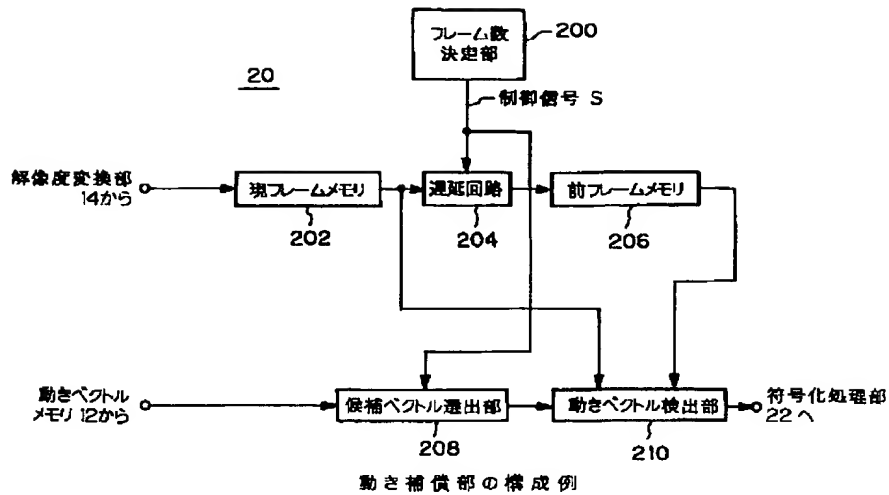 フレーム数
決定部
200
20
制御信号 S
解像度変換部
14から
現フレームメモリ
遅延回路
前フレームメモリ
202
204
206
動きベクトル
メモリ 12から
候補ベクトル選出部
動きベクトル検出部
符号化処理部
22 へ
208
210
動き補償部の構成例